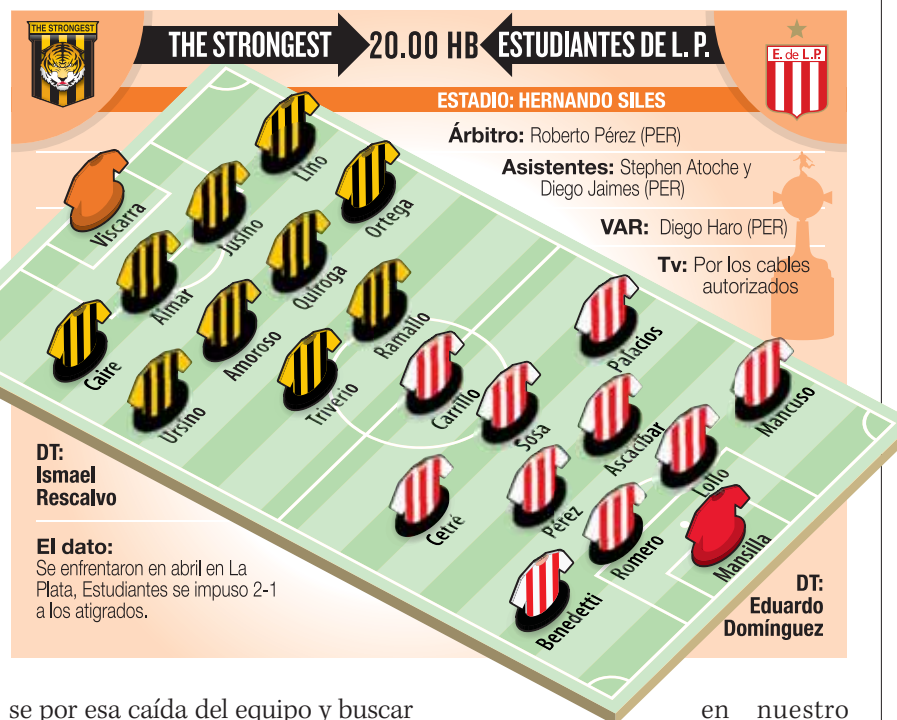 THE STRONGEST
THE STRONGEST 20.00 HB ESTUDIANTES DE L. P.
E. de L.P.
ESTADIO: HERNANDO SILES
Árbitro: Roberto Pérez (PER)
Asistentes: Stephen Atoche y
Diego Jaimes (PER)
VAR: Diego Haro (PER)
Tv: Por los cables
autorizados
Viscarra
Lino
Jusino
Aimar
Caire
Ortega
Quiroga
Amoroso
Ursino
Ramallo
Triverio
Carrillo
Palacios
Sosa
Cetré
Mancuso
Ascacibar
Pérez
Lollo
Romero
Benedetti
Mansilla
DT:
Ismael
Rescalvo
El dato:
Se enfrentaron en abril en La
Plata, Estudiantes se impuso 2-1
a los atigrados.
DT:
Eduardo
Domínguez
se por esa caída del equipo y buscar
en nuestro